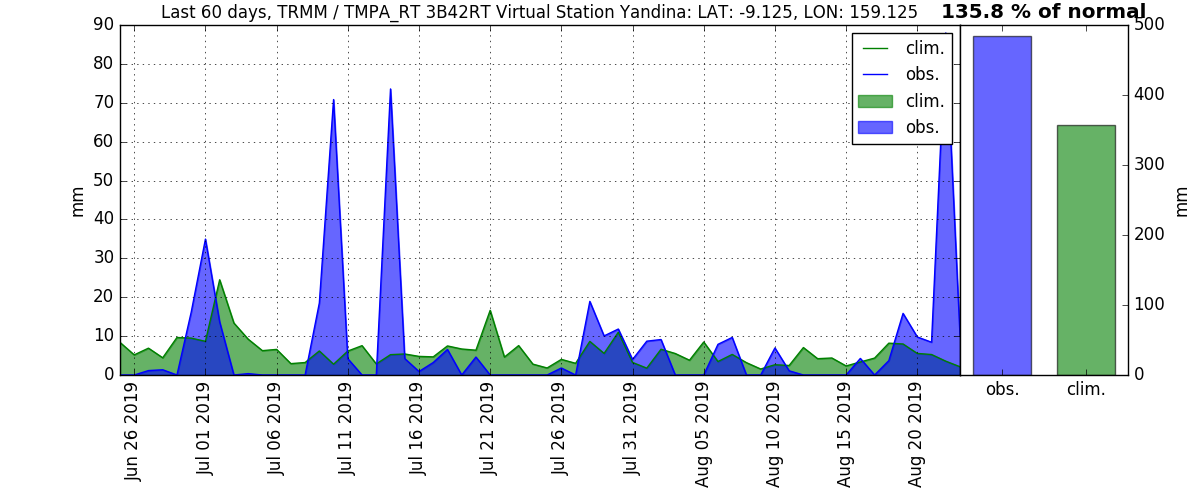 Last 60 days, TRMM / TMPA_RT 3B42RT Virtual Station Yandina: LAT: -9.125, LON: 159.125
135.8 % of normal
90
80
70
60
50
40
30
20
10
0
mm
clim.
obs.
clim.
obs.
500
400
300
200
100
0
mm
Jun 26 2019
Jul 01 2019
Jul 06 2019
Jul 11 2019
Jul 16 2019
Jul 21 2019
Jul 26 2019
Jul 31 2019
Aug 05 2019
Aug 10 2019
Aug 15 2019
Aug 20 2019
obs.
clim.